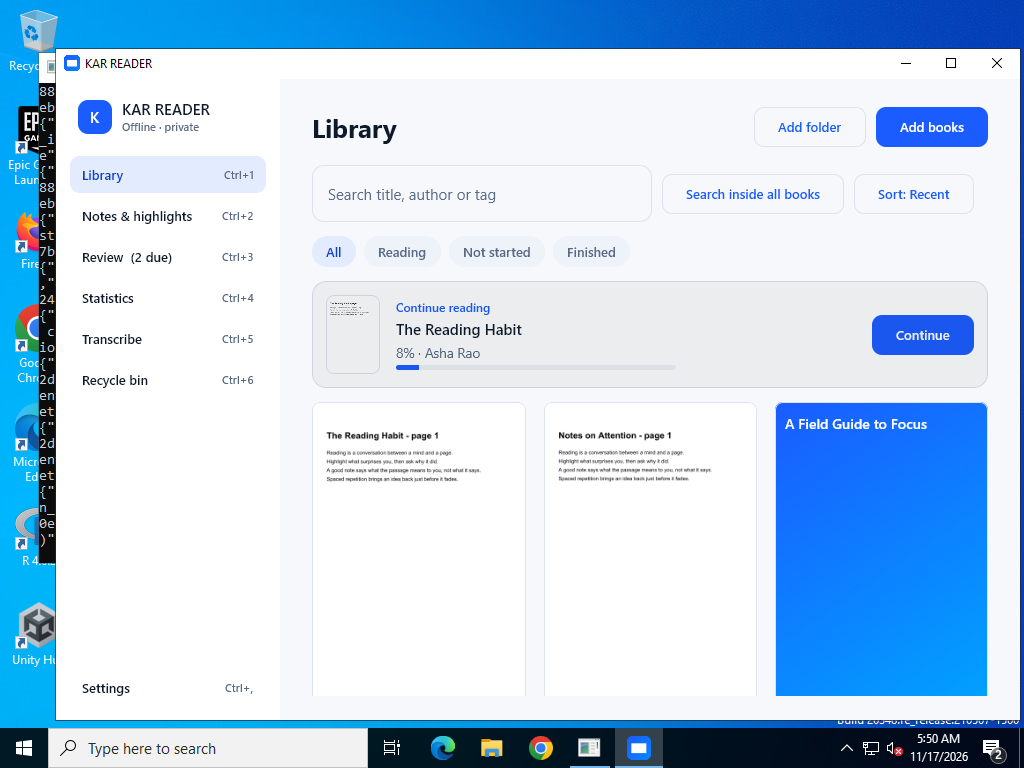 Recyc
Epic G
Laun
Fire
Goo
Chro
Micro
Ed
R 4.
Unity Hu
KAR READER
K
KAR READER
Offline · private
Library Ctrl+1
Notes & highlights Ctrl+2
Review (2 due) Ctrl+3
Statistics Ctrl+4
Transcribe Ctrl+5
Recycle bin Ctrl+6
Settings Ctrl+,
Library
Add folder
Add books
Search title, author or tag
Search inside all books
Sort: Recent
All
Reading
Not started
Finished
Continue reading
The Reading Habit
8% · Asha Rao
Continue
The Reading Habit - page 1
Reading is a conversation between a mind and a page.
Highlight what surprises you, then ask why it did.
A good note says what the passage means to you, not what it says.
Spaced repetition brings an idea back just before it fades.
Notes on Attention - page 1
Reading is a conversation between a mind and a page.
Highlight what surprises you, then ask why it did.
A good note says what the passage means to you, not what it says.
Spaced repetition brings an idea back just before it fades.
A Field Guide to Focus
Type here to search
5:50 AM
11/17/2026
2